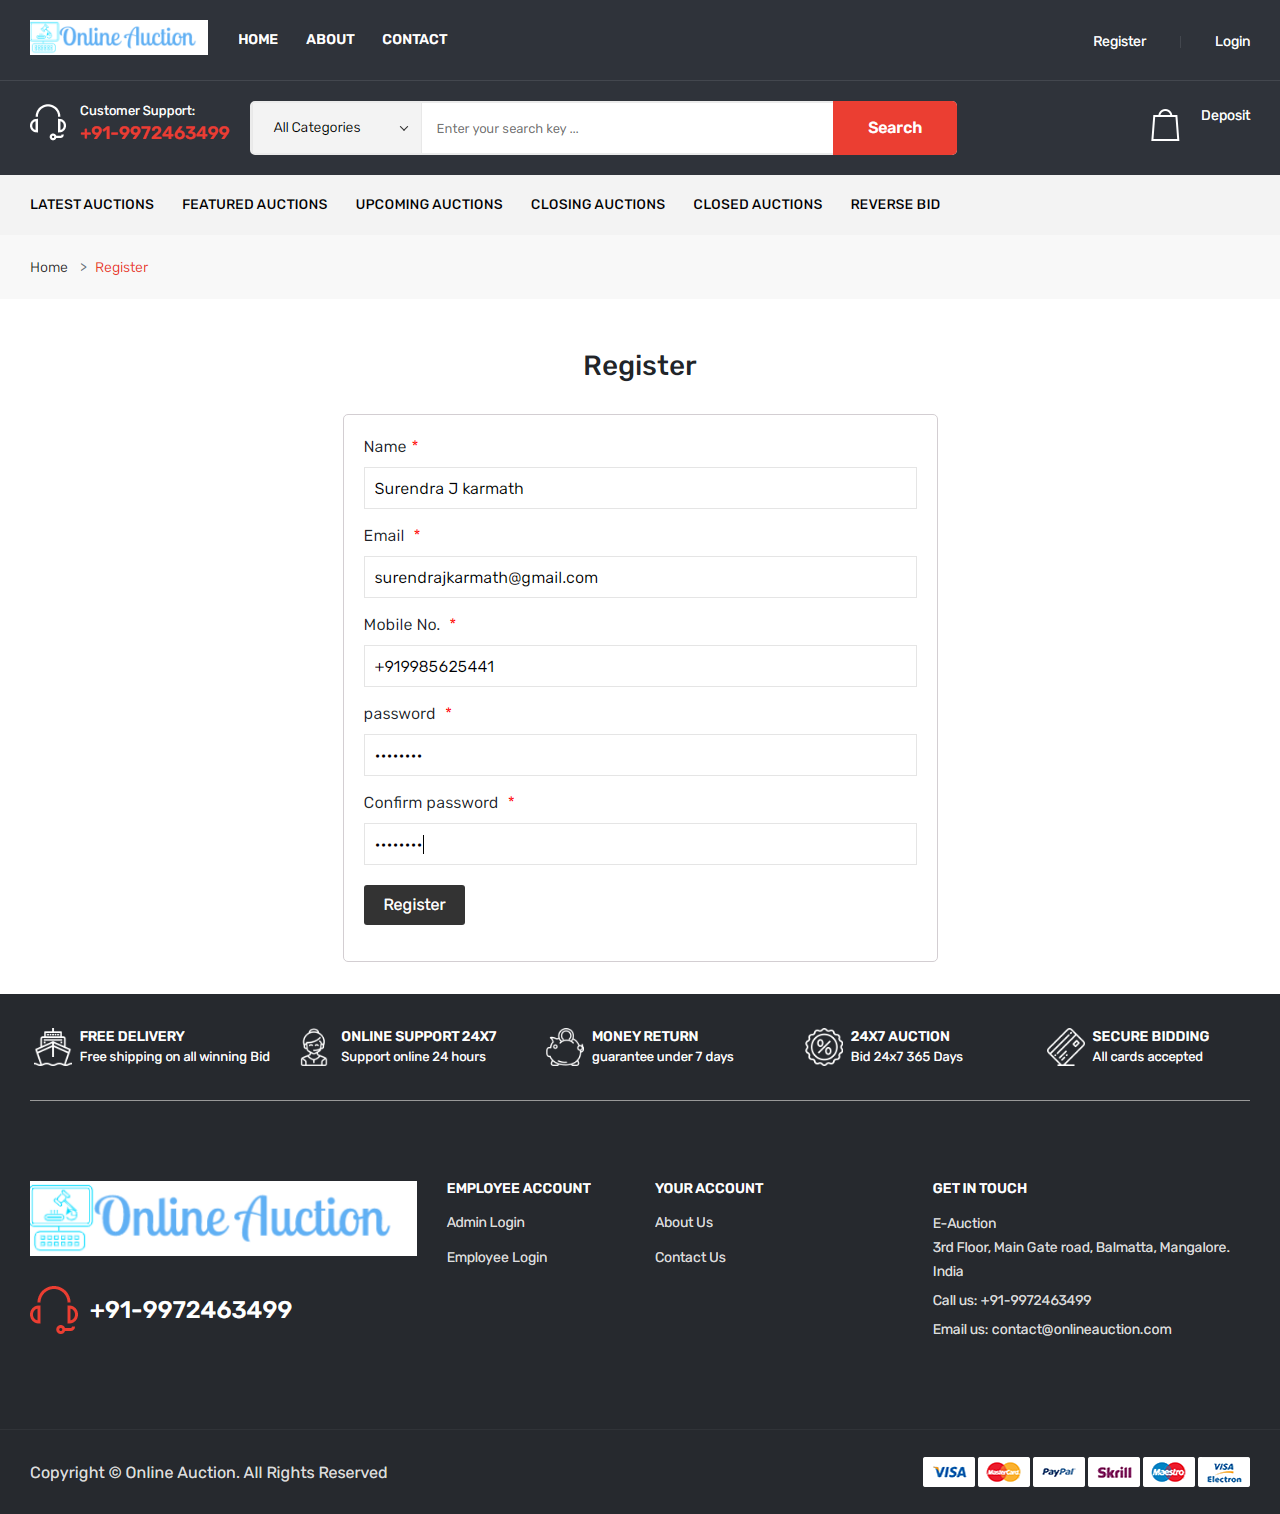 Online Auction HOME ABOUT CONTACT Register Login
Customer Support:
+91-9972463499
All Categories Enter your search key ... Search Deposit
LATEST AUCTIONS FEATURED AUCTIONS UPCOMING AUCTIONS CLOSING AUCTIONS CLOSED AUCTIONS REVERSE BID
Home > Register
Register
Name *
Surendra J karmath
Email *
surendrajkarmath@gmail.com
Mobile No. *
+919985625441
password *
••••••••
Confirm password *
••••••••
Register
FREE DELIVERY
Free shipping on all winning Bid
ONLINE SUPPORT 24X7
Support online 24 hours
MONEY RETURN
guarantee under 7 days
24X7 AUCTION
Bid 24x7 365 Days
SECURE BIDDING
All cards accepted
Online Auction
+91-9972463499
EMPLOYEE ACCOUNT
Admin Login
Employee Login
YOUR ACCOUNT
About Us
Contact Us
GET IN TOUCH
E-Auction
3rd Floor, Main Gate road, Balmatta, Mangalore.
India
Call us: +91-9972463499
Email us: contact@onlineauction.com
Copyright © Online Auction. All Rights Reserved
VISA MasterCard PayPal Skrill Maestro VISA Electron